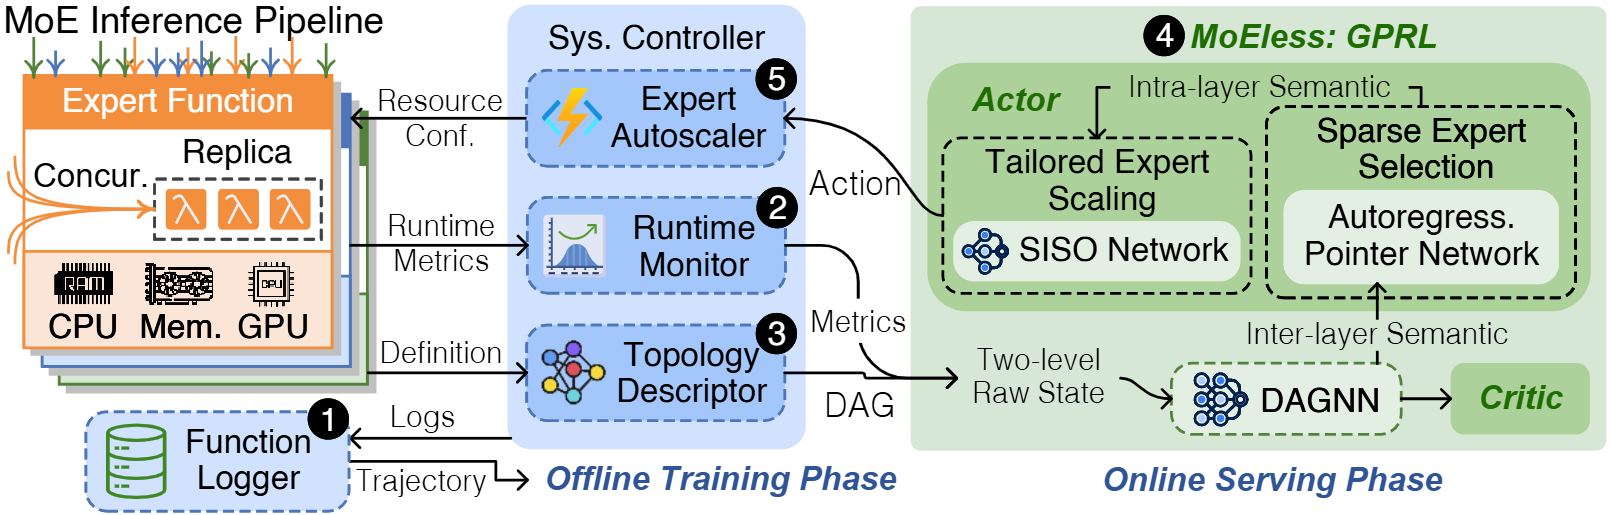 MoE Inference Pipeline
Expert Function
Replica
Concur.
λ λ λ
RAM
CPU
CPU Mem. GPU
Resource
Conf.
Runtime
Metrics
Definition
Logs
Trajectory
1
Function
Logger
Sys. Controller
5
Expert
Autoscaler
2
Runtime
Monitor
3
Topology
Descriptor
Offline Training Phase
Action
Metrics
DAG
4 MoEless: GPRL
Actor
Intra-layer Semantic
Tailored Expert
Scaling
SISO Network
Sparse Expert
Selection
Autoregress.
Pointer Network
Inter-layer Semantic
Two-level
Raw State
DAGNN
Critic
Online Serving Phase